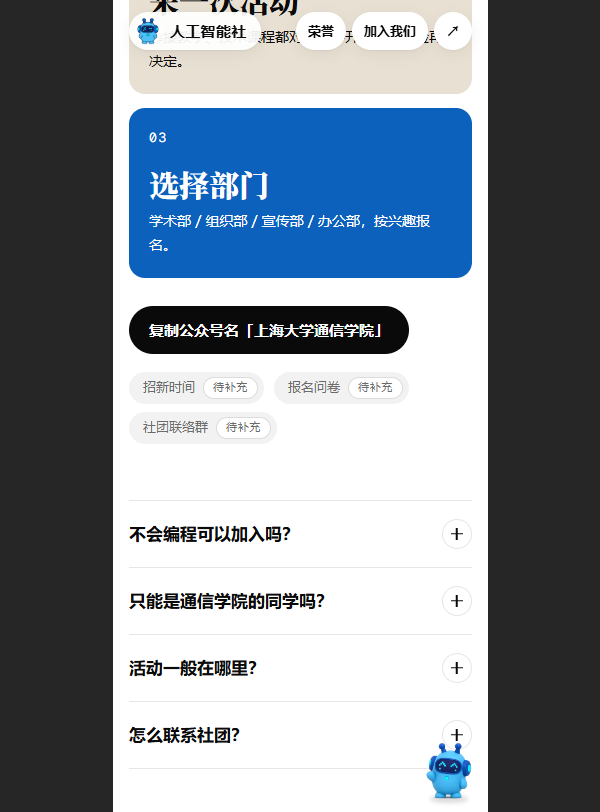 来一次活动
人工智能社
荣誉
加入我们
↗
决定。
03
选择部门
学术部 / 组织部 / 宣传部 / 办公部，按兴趣报
名。
复制公众号名「上海大学通信学院」
招新时间 待补充
报名问卷 待补充
社团联络群 待补充
不会编程可以加入吗?
只能是通信学院的同学吗?
活动一般在哪里?
怎么联系社团?